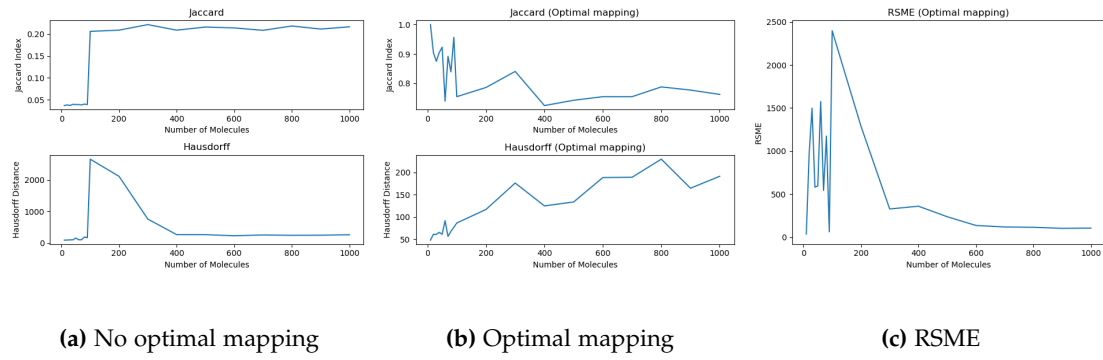 Jaccard
Jaccard Index
0.20
0.15
0.10
0.05
0
200
400
600
800
1000
Number of Molecules
Hausdorff
Hausdorff Distance
2000
1000
0
0
200
400
600
800
1000
Number of Molecules
(a) No optimal mapping
Jaccard (Optimal mapping)
Jaccard Index
1.0
0.9
0.8
0
200
400
600
800
1000
Number of Molecules
Hausdorff (Optimal mapping)
Hausdorff Distance
200
150
100
50
0
200
400
600
800
1000
Number of Molecules
(b) Optimal mapping
RSME (Optimal mapping)
RSME
2500
2000
1500
1000
500
0
0
200
400
600
800
1000
Number of Molecules
(c) RSME